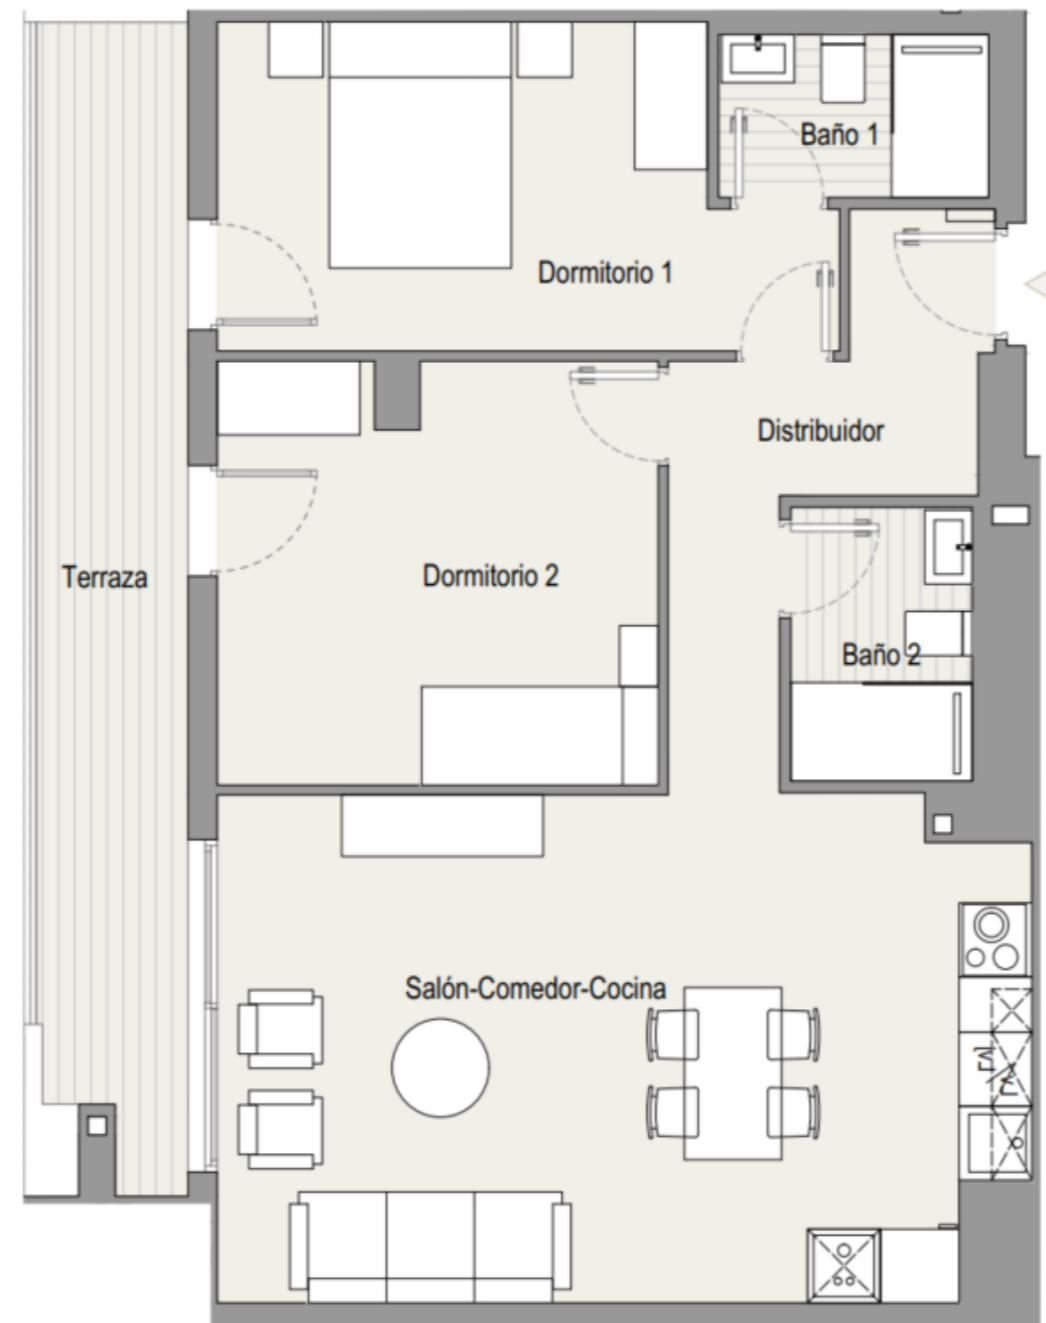 Baño 1
Dormitorio 1
Distribuidor
Terraza
Dormitorio 2
Baño 2
Salón-Comedor-Cocina